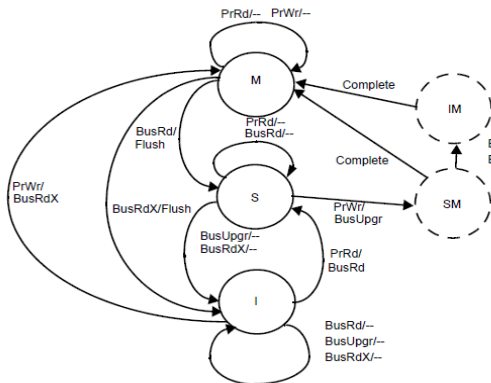 PrRd/-- PrWr/--
M
Complete
IM
PrRd/--
BusRd/--
BusRd/
Flush
Complete
PrWr/
BusRdX
BusRdX/Flush
S
PrWr/
BusUpgr
SM
BusUpgr/--
BusRdX/--
PrRd/
BusRd
I
BusRd/--
BusUpgr/--
BusRdX/--